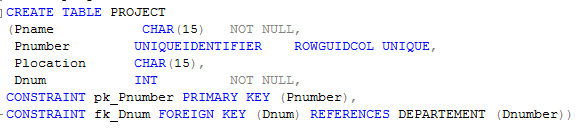 CREATE TABLE PROJECT
(Pname CHAR(15) NOT NULL,
Pnumber UNIQUEIDENTIFIER ROWGUIDCOL UNIQUE,
Plocation CHAR(15),
Dnum INT NOT NULL,
CONSTRAINT pk_Pnumber PRIMARY KEY (Pnumber),
CONSTRAINT fk_Dnum FOREIGN KEY (Dnum) REFERENCES DEPARTEMENT (Dnumber))